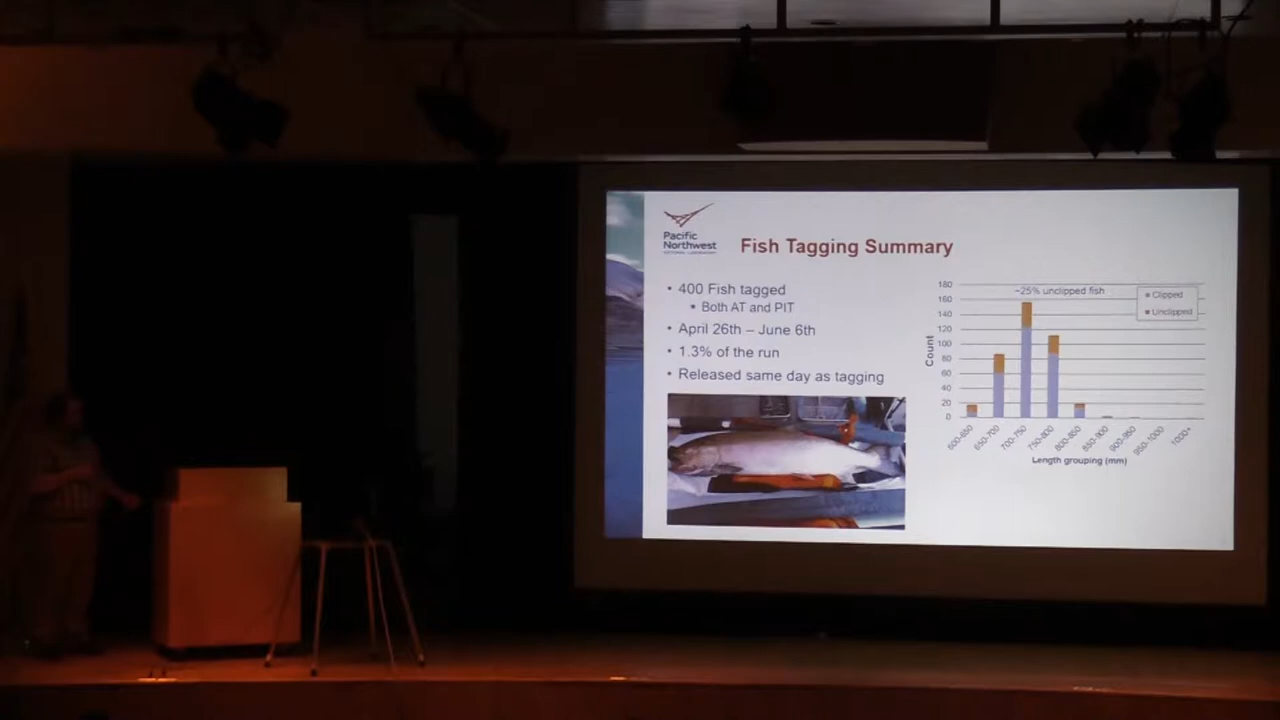 Pacific
Northwest
NATIONAL LABORATORY
Fish Tagging Summary
• 400 Fish tagged
• Both AT and PIT
• April 26th – June 6th
• 1.3% of the run
• Released same day as tagging
~25% unclipped fish
Clipped
Unclipped
Count
180
160
140
120
100
80
60
40
20
0
600-650
650-700
700-750
750-800
800-850
850-900
900-950
950-1000
1000+
Length grouping (mm)